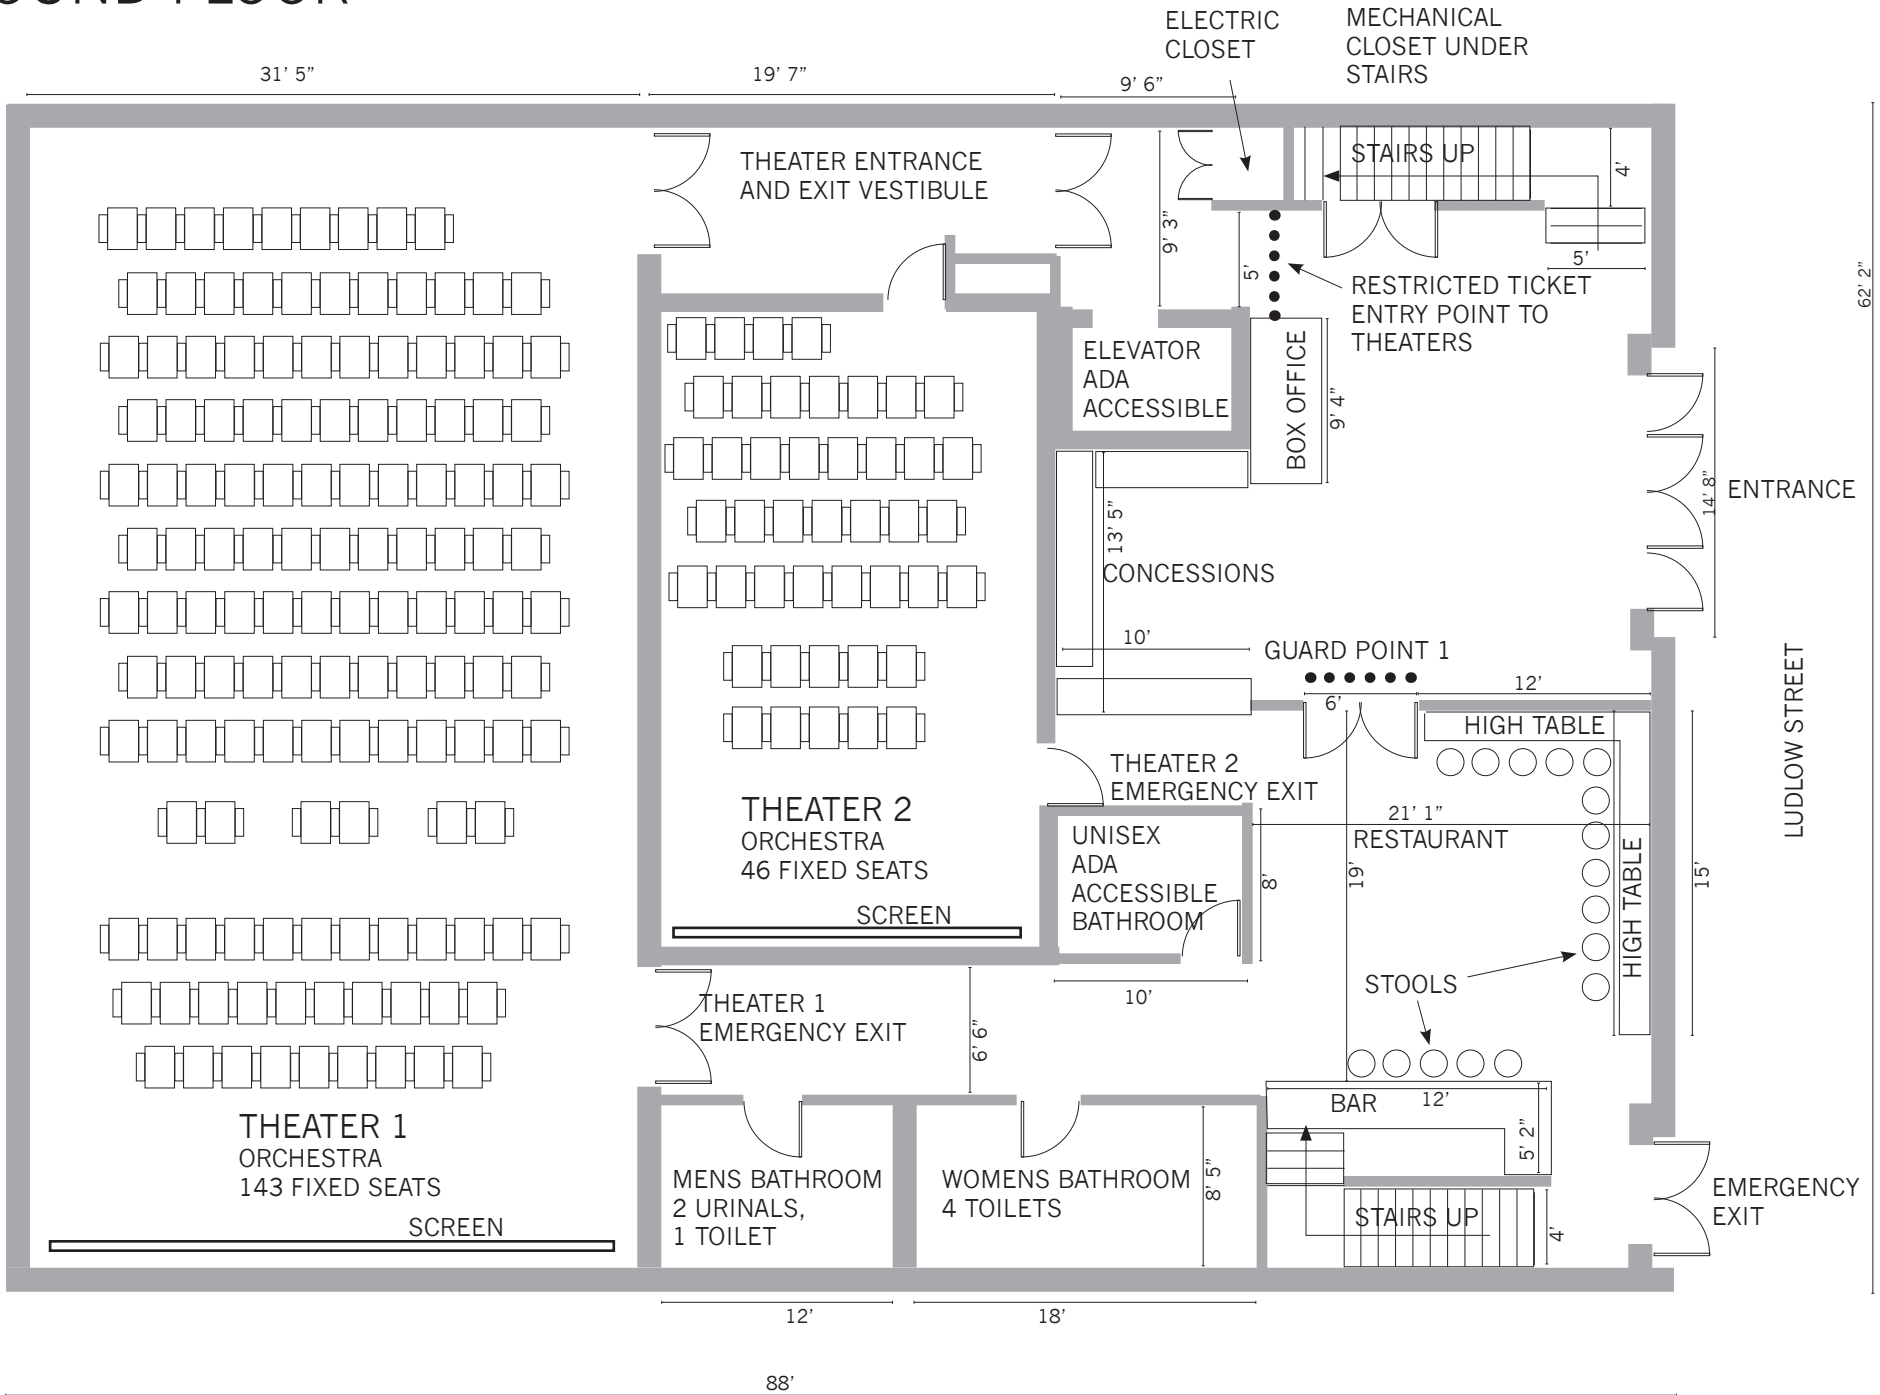 OUND FLOOR
ELECTRIC
CLOSET
MECHANICAL
CLOSET UNDER
STAIRS
31' 5"
19' 7"
9' 6"
THEATER ENTRANCE
AND EXIT VESTIBULE
STAIRS UP
4'
9' 3"
5'
5'
RESTRICTED TICKET
ENTRY POINT TO
THEATERS
62' 2"
ELEVATOR
ADA
ACCESSIBLE
BOX OFFICE
9' 4"
14' 8"
ENTRANCE
13' 5"
CONCESSIONS
10'
GUARD POINT 1
6'
12'
LUDLOW STREET
HIGH TABLE
THEATER 2
EMERGENCY EXIT
THEATER 2
ORCHESTRA
46 FIXED SEATS
SCREEN
UNISEX
ADA
ACCESSIBLE
BATHROOM
8'
21' 1"
RESTAURANT
19'
HIGH TABLE
15'
STOOLS
10'
THEATER 1
EMERGENCY EXIT
6' 6"
BAR
12'
5' 2"
THEATER 1
ORCHESTRA
143 FIXED SEATS
SCREEN
MENS BATHROOM
2 URINALS,
1 TOILET
WOMENS BATHROOM
4 TOILETS
8' 5"
STAIRS UP
4'
EMERGENCY
EXIT
12'
18'
88'